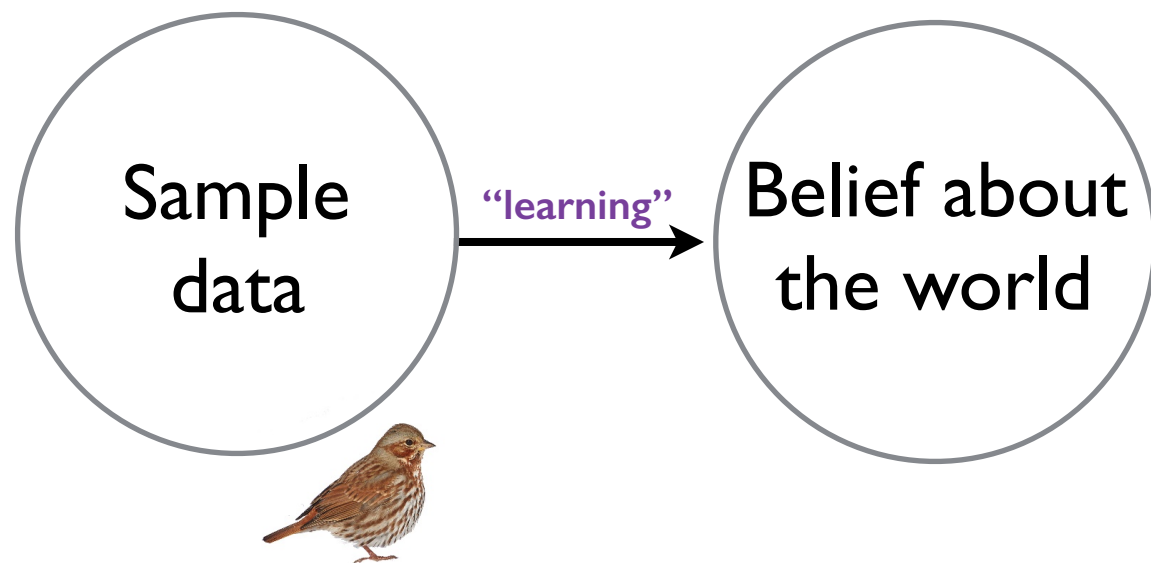 Sample
data
“learning”
Belief about
the world